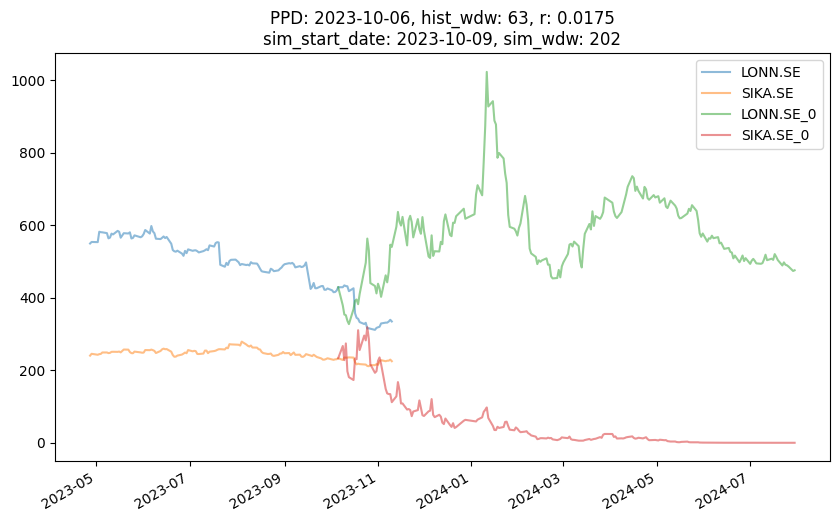 PPD: 2023-10-06, hist_wdw: 63, r: 0.0175
sim_start_date: 2023-10-09, sim_wdw: 202
1000
800
600
400
200
0
LONN.SE
SIKA.SE
LONN.SE_0
SIKA.SE_0
2023-05
2023-07
2023-09
2023-11
2024-01
2024-03
2024-05
2024-07